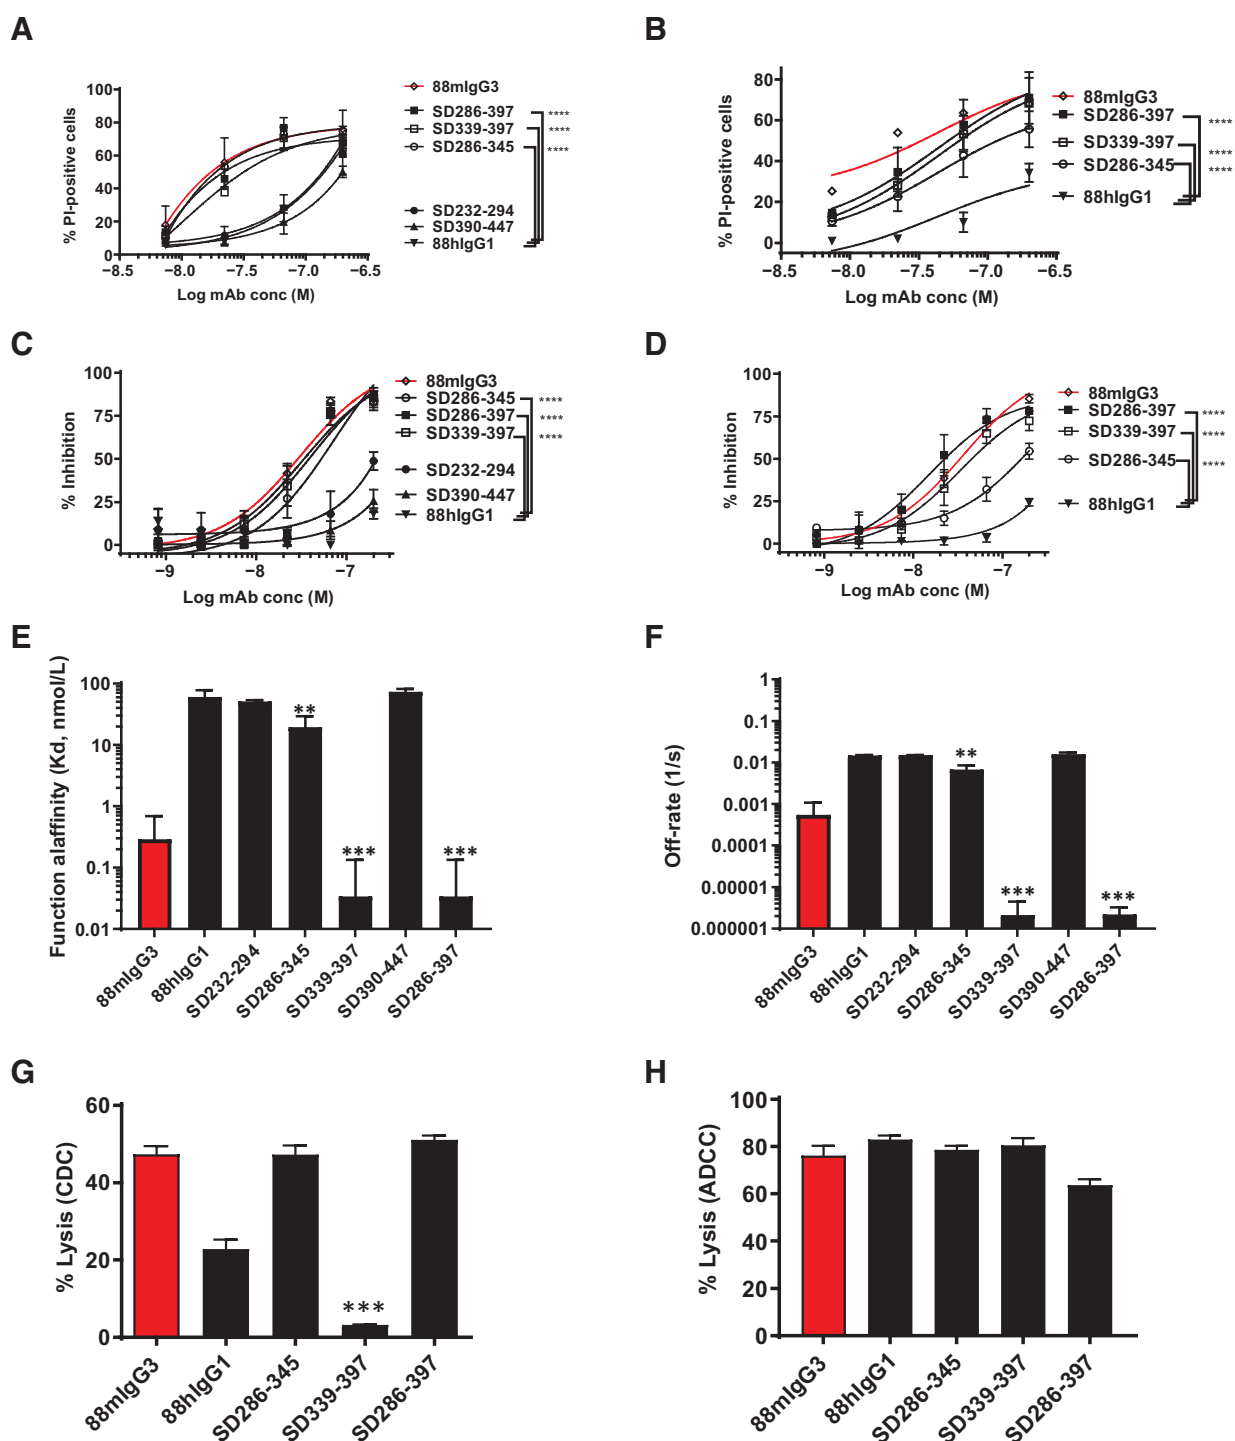 A
% PI-positive cells
100
80
60
40
20
0
−8.5
−8.0
−7.5
−7.0
−6.5
Log mAb conc (M)
88mIgG3
SD286-397
****
SD339-397
****
SD286-345
****
SD232-294
SD390-447
88hIgG1
B
% PI-positive cells
80
60
40
20
0
−8.5
−8.0
−7.5
−7.0
−6.5
Log mAb conc (M)
88mIgG3
SD286-397
****
SD339-397
****
SD286-345
****
88hIgG1
C
% Inhibition
100
75
50
25
0
−9
−8
−7
Log mAb conc (M)
88mIgG3
SD286-345
****
SD286-397
****
SD339-397
****
SD232-294
SD390-447
88hIgG1
D
% Inhibition
100
75
50
25
0
−9
−8
−7
Log mAb conc (M)
88mIgG3
SD286-397
****
SD339-397
****
SD286-345
****
88hIgG1
E
Function alaffinity (Kd, nmol/L)
100
10
1
0.1
0.01
**
***
***
88mIgG3
88hIgG1
SD232-294
SD286-345
SD339-397
SD390-447
SD286-397
F
Off-rate (1/s)
1
0.1
0.01
0.001
0.0001
0.00001
0.000001
**
***
***
88mIgG3
88hIgG1
SD232-294
SD286-345
SD339-397
SD390-447
SD286-397
G
% Lysis (CDC)
60
40
20
0
***
88mIgG3
88hIgG1
SD286-345
SD339-397
SD286-397
H
% Lysis (ADCC)
100
80
60
40
20
0
88mIgG3
88hIgG1
SD286-345
SD339-397
SD286-397